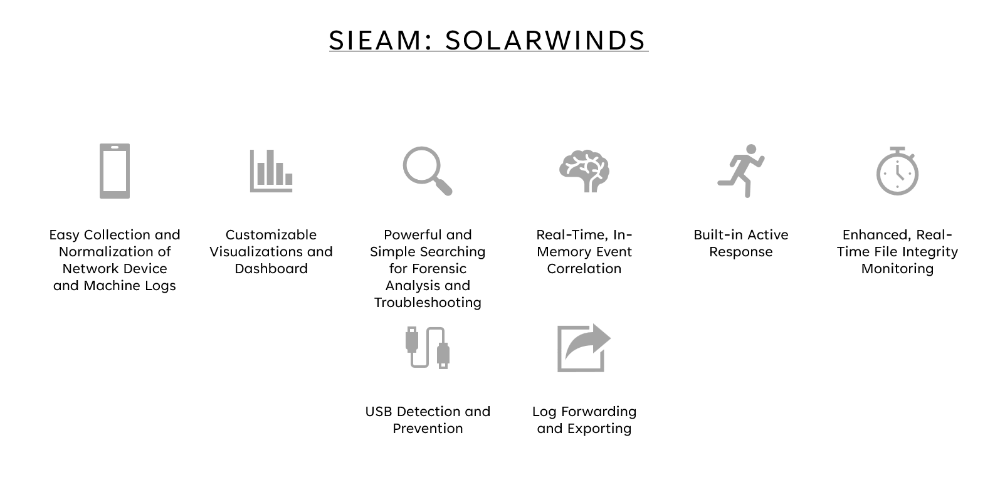 SIEAM: SOLARWINDS
Easy Collection and
Normalization of
Network Device
and Machine Logs
Customizable
Visualizations and
Dashboard
Powerful and
Simple Searching
for Forensic
Analysis and
Troubleshooting
Real-Time, In-
Memory Event
Correlation
Built-in Active
Response
Enhanced, Real-
Time File Integrity
Monitoring
USB Detection and
Prevention
Log Forwarding
and Exporting